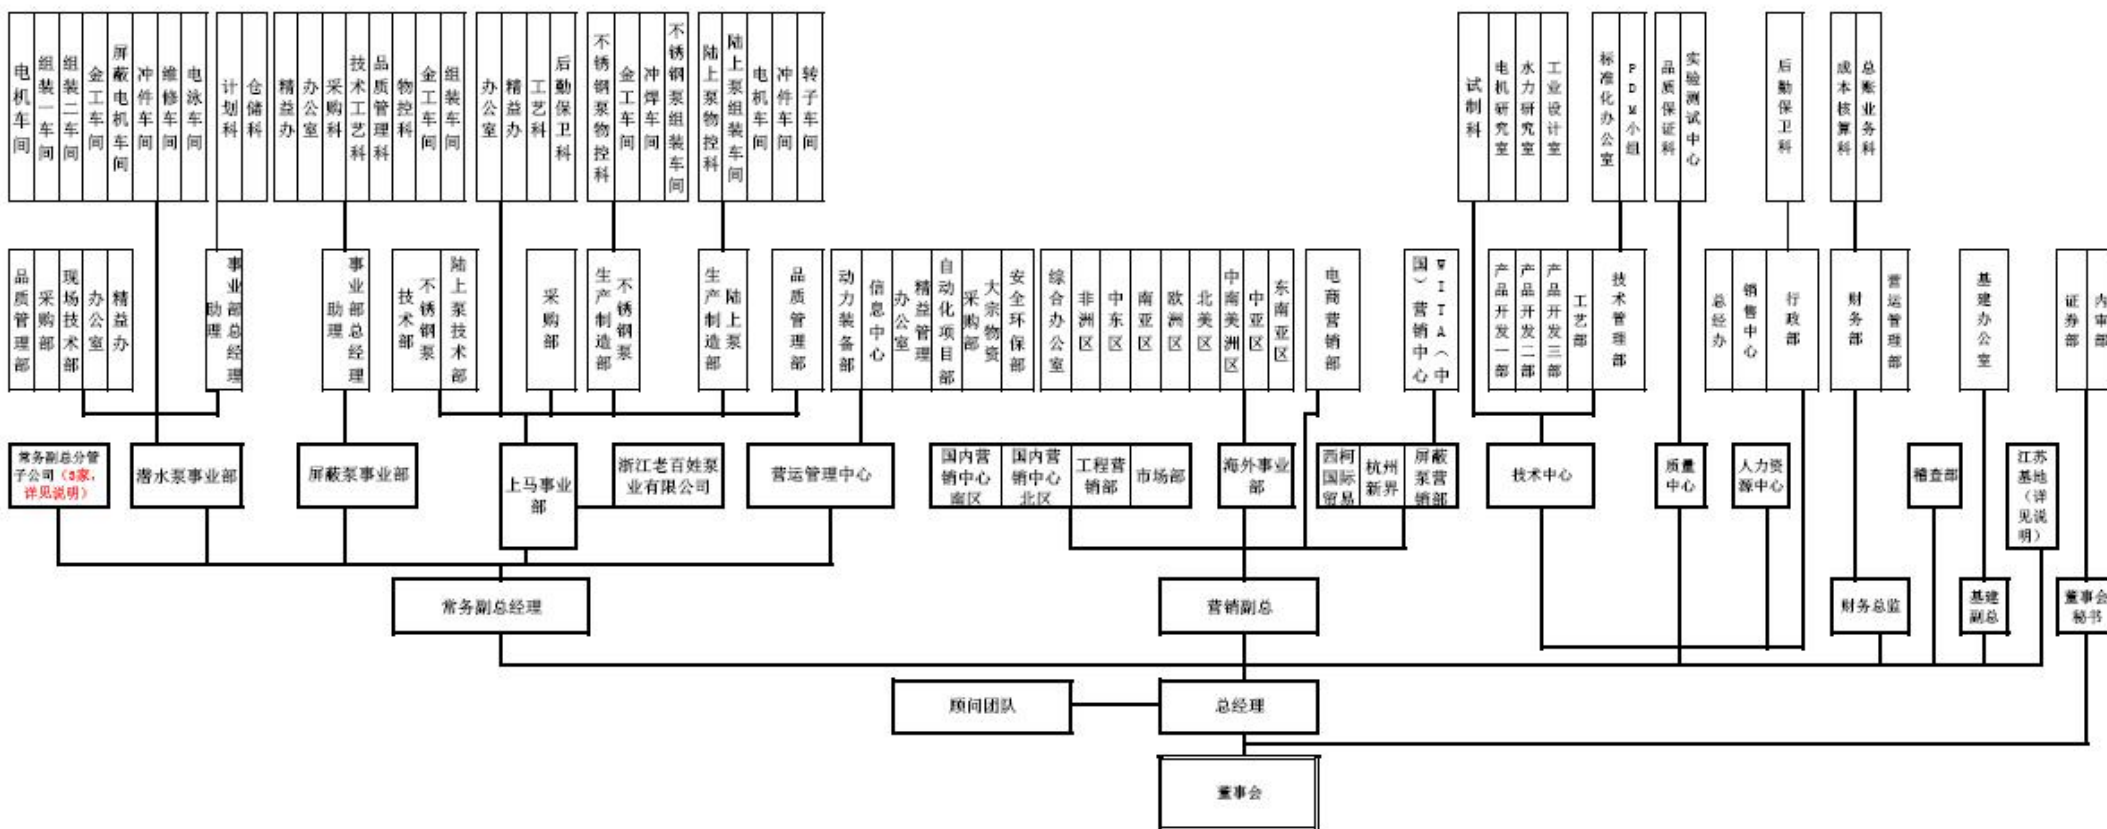 电机车间
组装一车间
组装二车间
金工车间
屏蔽电机车间
冲件车间
维修车间
电泳车间
计划科
仓储科
精益办
办公室
采购科
技术工艺科
品质管理科
物控科
金工车间
组装车间
办公室
精益办
工艺科
后勤保卫科
不锈钢泵物控科
金工车间
冲焊车间
不锈钢泵组装车间
陆上泵物控科
陆上泵组装车间
电机车间
冲件车间
转子车间
试制科
电机研究室
水力研究室
工业设计室
标准化办公室
PDM小组
品质保证科
实验测试中心
后勤保卫科
成本核算科
总账业务科
品质管理部
采购部
现场技术部
办公室
精益办
事业部总经理
助理
事业部总经理
助理
不锈钢泵
技术部
陆上泵技术部
采购部
不锈钢泵
生产制造部
陆上泵
生产制造部
品质管理部
动力装备部
信息中心
精益管理
办公室
自动化项目部
大宗物资
采购部
安全环保部
综合办公室
非洲区
中东区
南亚区
欧洲区
北美区
中南美洲区
中亚区
东南亚区
电商营销部
WITA（中
国）营销中心
产品开发一部
产品开发二部
产品开发三部
工艺部
技术管理部
总经办
销售中心
行政部
财务部
营运管理部
基建办公室
证券部
内审部
常务副总分管
子公司（3家，
详见说明）
潜水泵事业部
屏蔽泵事业部
上马事业
部
浙江老百姓泵
业有限公司
营运管理中心
国内营
销中心
南区
国内营
销中心
北区
工程营
销部
市场部
海外事业
部
西柯
国际
贸易
杭州
新界
屏蔽
泵营
销部
技术中心
质量
中心
人力资
源中心
稽查部
江苏
基地
（详
见说
明）
常务副总经理
营销副总
财务总监
基建
副总
董事会
秘书
顾问团队
总经理
董事会